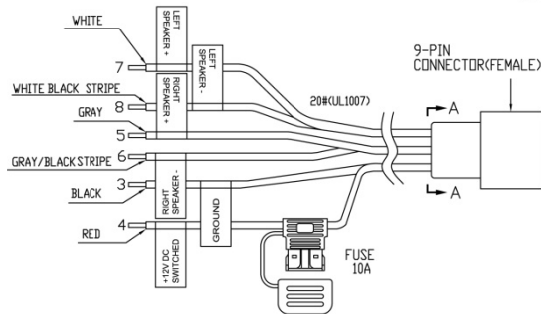 WHITE
7
LEFT
SPEAKER +
LEFT
SPEAKER -
WHITE BLACK STRIPE
8
RIGHT
SPEAKER +
GRAY
5
6
GRAY/BLACK STRIPE
RIGHT
SPEAKER -
BLACK
3
GROUND
4
RED
+12V DC
SWITCHED
20#(UL1007)
9-PIN
CONNECTOR(FEMALE)
A
A
FUSE
10A